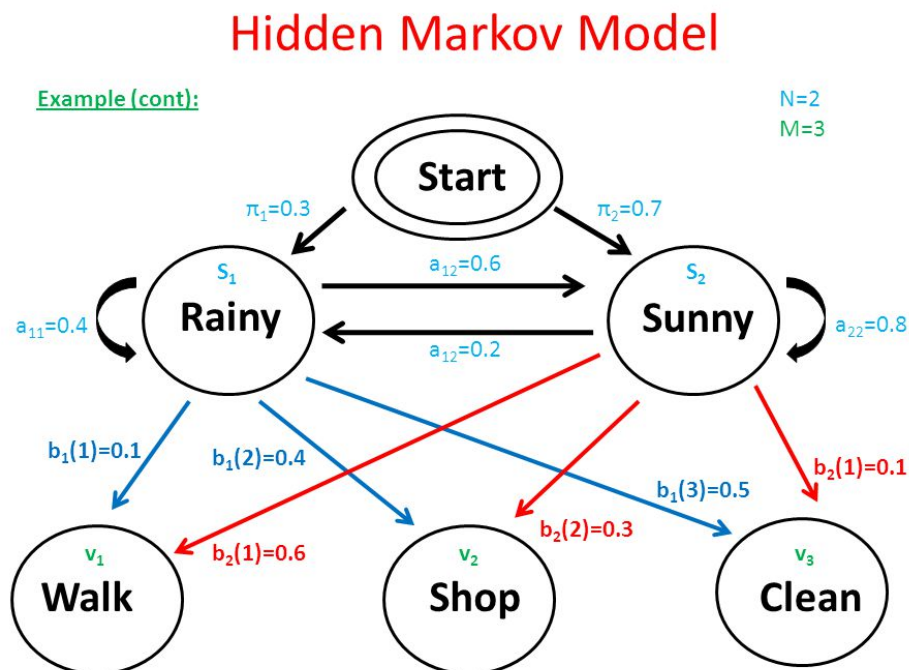 Hidden Markov Model
Example (cont):
N=2
M=3
Start
π₁=0.3
π₂=0.7
S₁
Rainy
a₁₂=0.6
S₂
Sunny
a₁₁=0.4
a₁₂=0.2
a₂₂=0.8
b₁(1)=0.1
b₁(2)=0.4
b₁(3)=0.5
b₂(1)=0.1
b₂(1)=0.6
b₂(2)=0.3
v₁
Walk
v₂
Shop
v₃
Clean